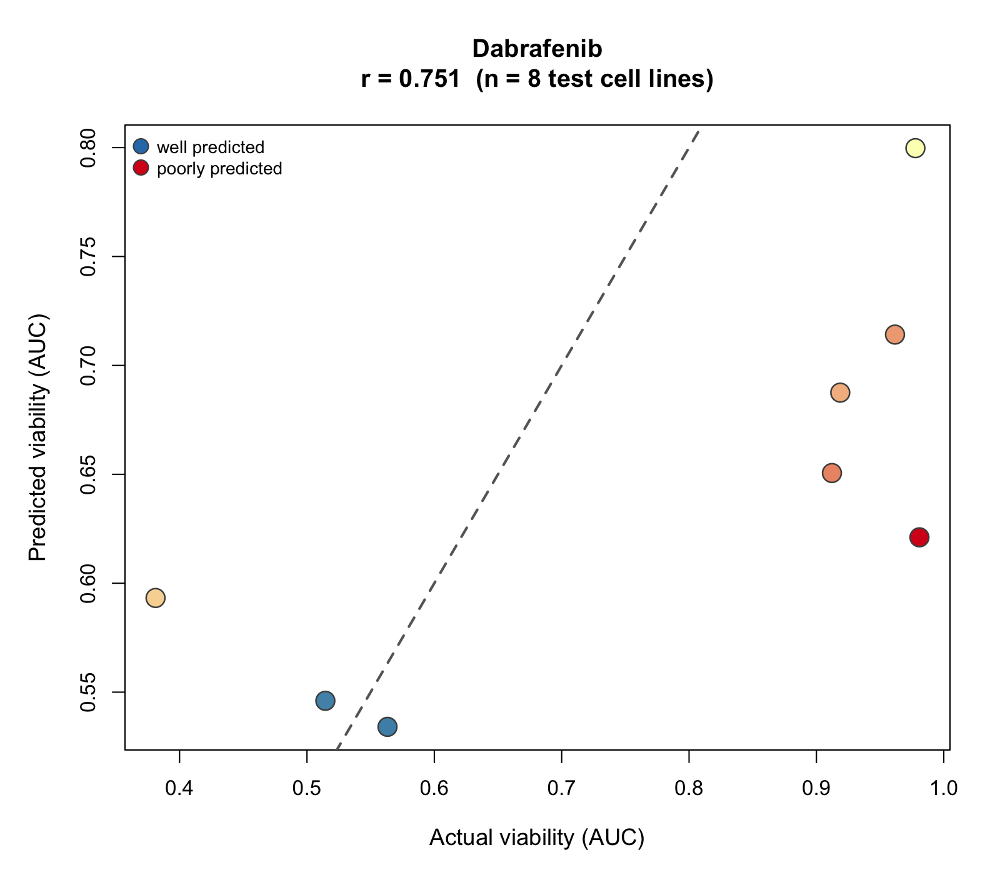 Dabrafenib
r = 0.751  (n = 8 test cell lines)
well predicted
poorly predicted
Predicted viability (AUC)
0.80
0.75
0.70
0.65
0.60
0.55
0.4
0.5
0.6
0.7
0.8
0.9
1.0
Actual viability (AUC)